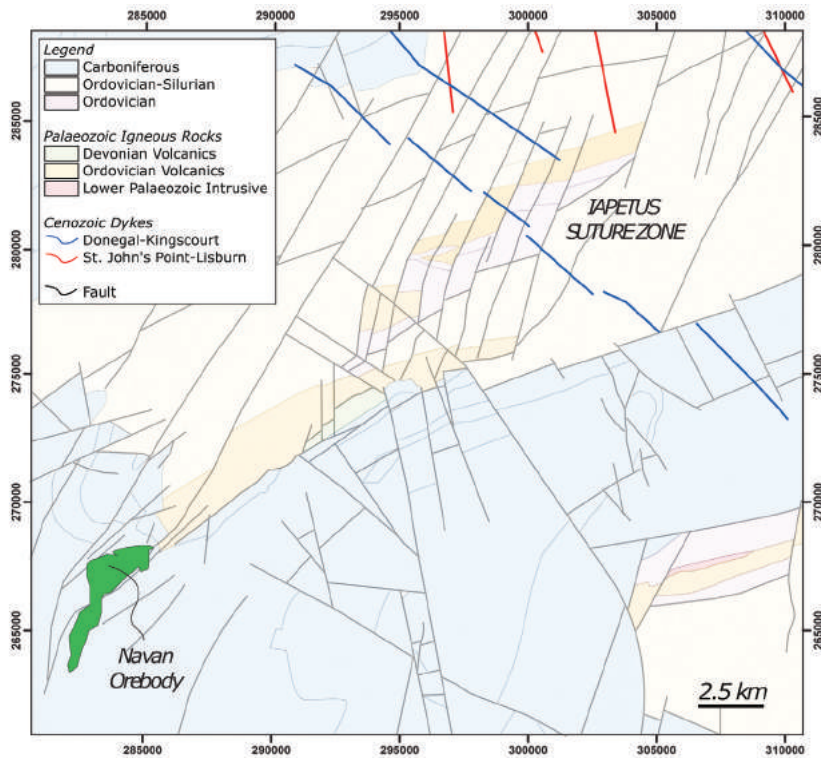 285000
290000
295000
300000
305000
310000
Legend
Carboniferous
Ordovician-Silurian
Ordovician
Palaeozoic Igneous Rocks
Devonian Volcanics
Ordovician Volcanics
Lower Palaeozoic Intrusive
Cenozoic Dykes
Donegal-Kingscourt
St. John's Point-Lisburn
Fault
285000
280000
275000
270000
265000
285000
280000
275000
270000
265000
IAPETUS
SUTURE ZONE
Navan
Orebody
2.5 km
285000
290000
295000
300000
305000
310000